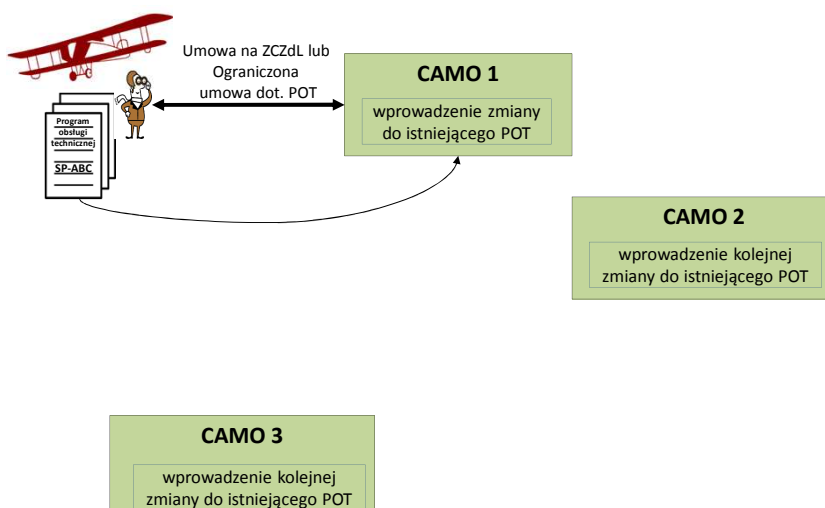 Umowa na ZCZdL lub
Ograniczona
umowa dot. POT
CAMO 1
wprowadzenie zmiany
do istniejącego POT
Program
obsługi
technicznej
SP-ABC
CAMO 2
wprowadzenie kolejnej
zmiany do istniejącego POT
CAMO 3
wprowadzenie kolejnej
zmiany do istniejącego POT